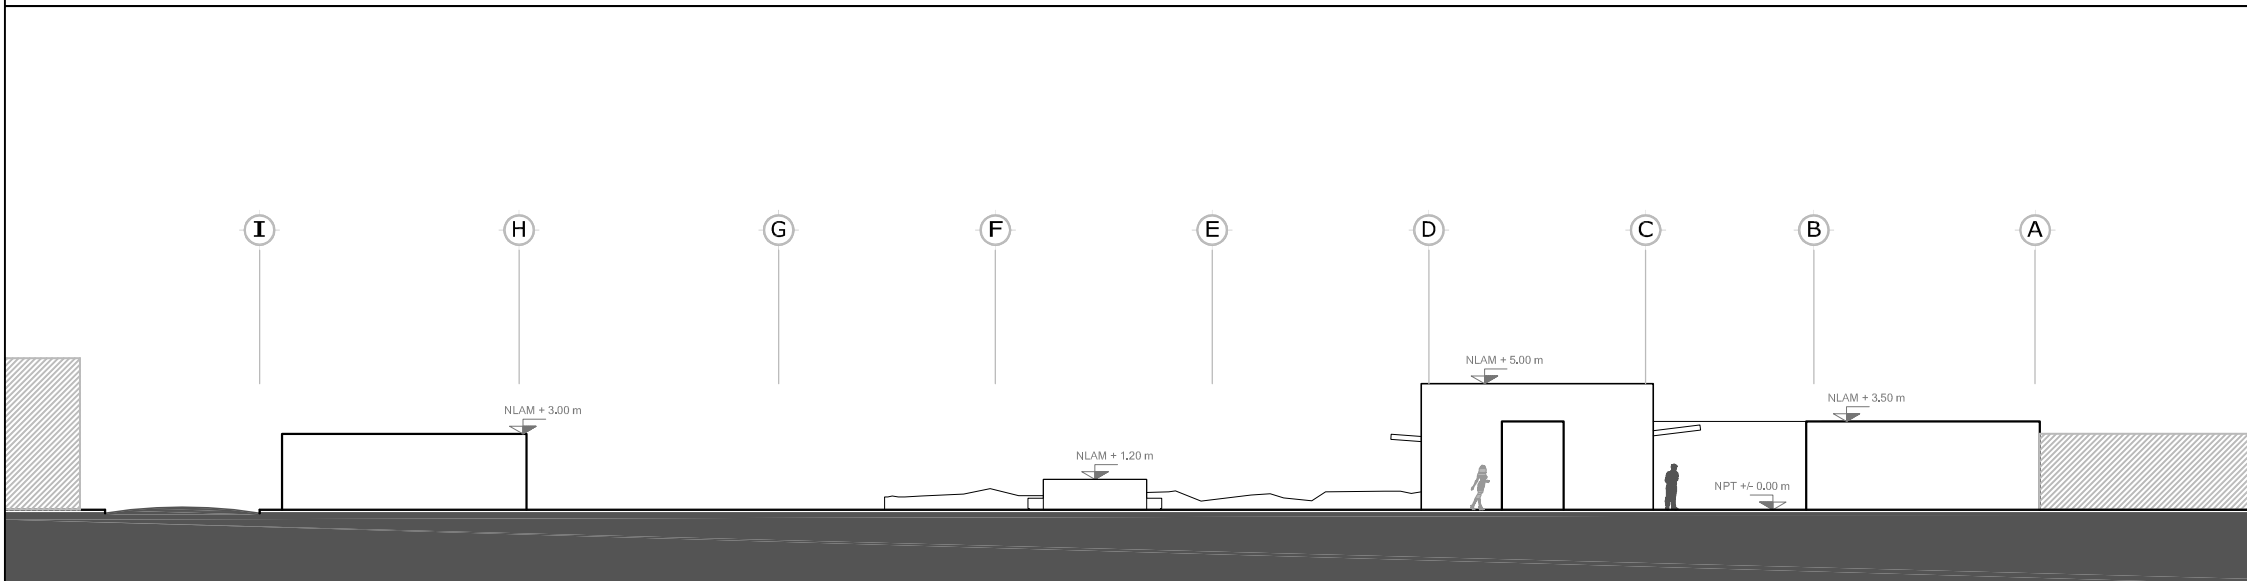 I H G F E D C B A
NLAM + 5.00 m
NLAM + 3.50 m
NLAM + 3.00 m
NLAM + 1.20 m
NPT +/- 0.00 m